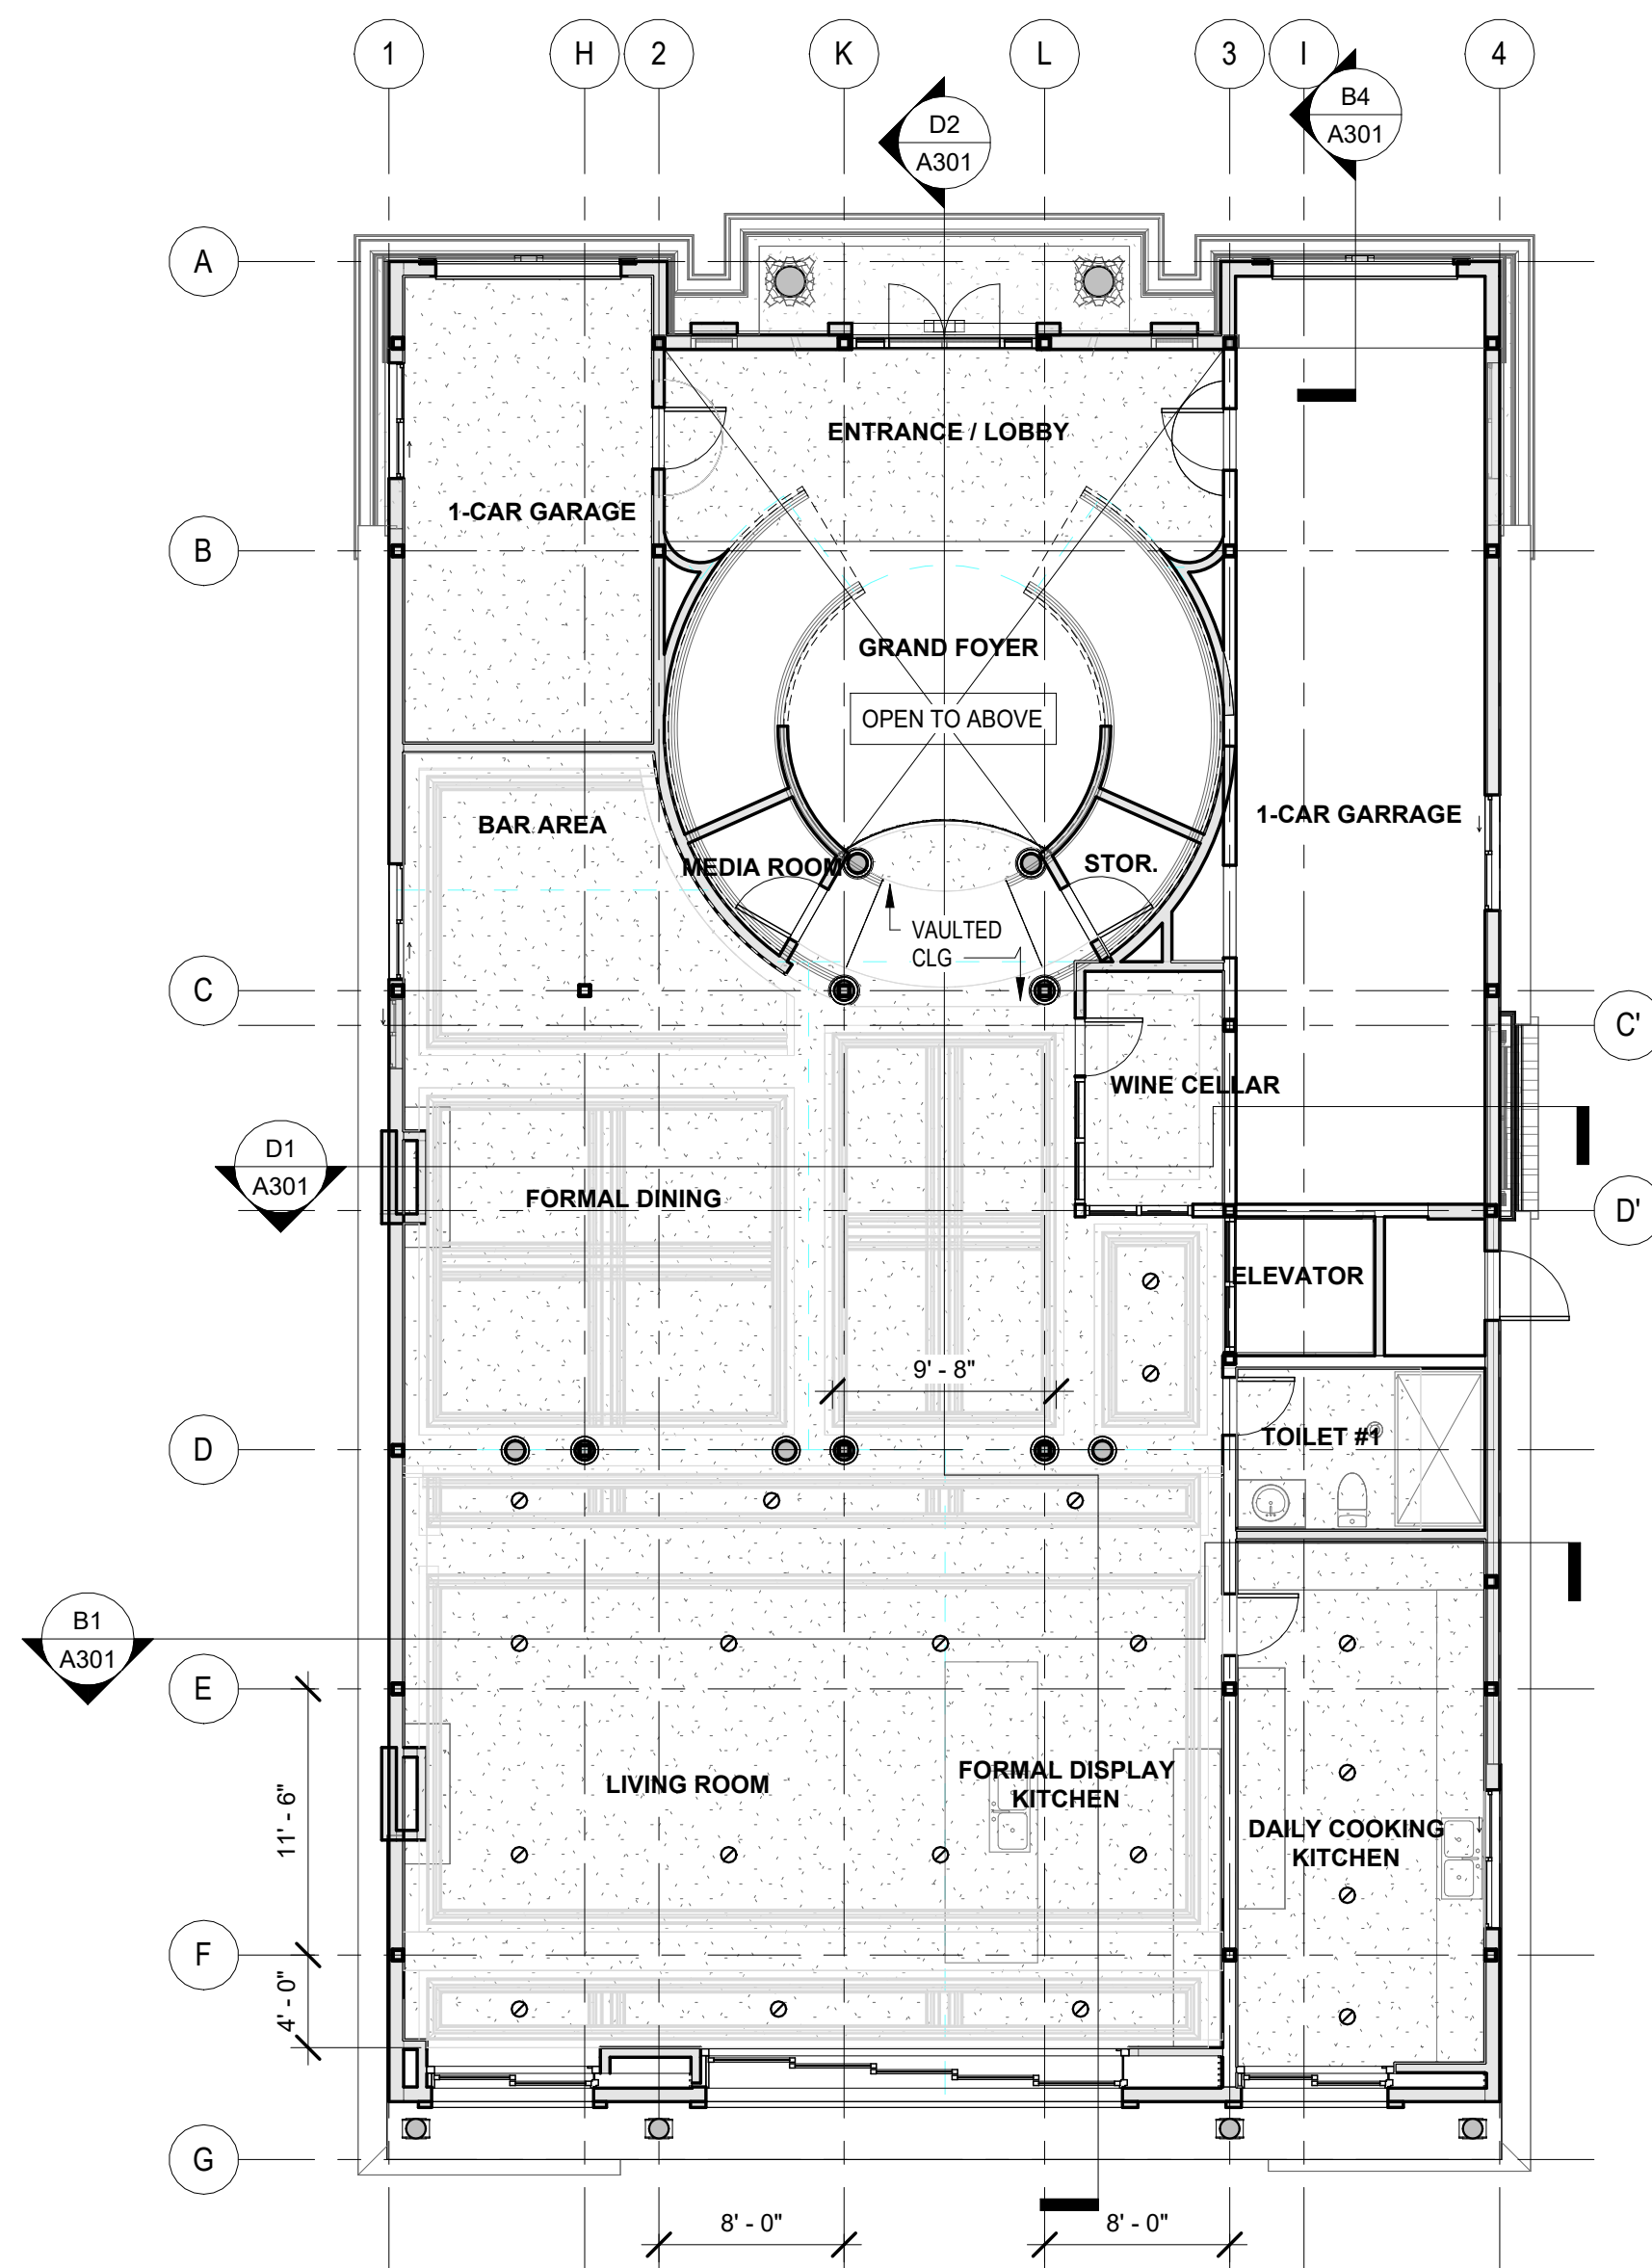 1
H
2
K
L
3
I
4
D2
A301
B4
A301
A
ENTRANCE / LOBBY
1-CAR GARAGE
B
GRAND FOYER
OPEN TO ABOVE
1-CAR GARRAGE
BAR AREA
MEDIA ROOM
STOR.
VAULTED
CLG
C
C'
WINE CELLAR
D1
A301
FORMAL DINING
D'
ELEVATOR
9' - 8"
D
TOILET #1
B1
A301
E
11' - 6"
LIVING ROOM
FORMAL DISPLAY
KITCHEN
DAILY COOKING
KITCHEN
F
4' - 0"
G
8' - 0"
8' - 0"